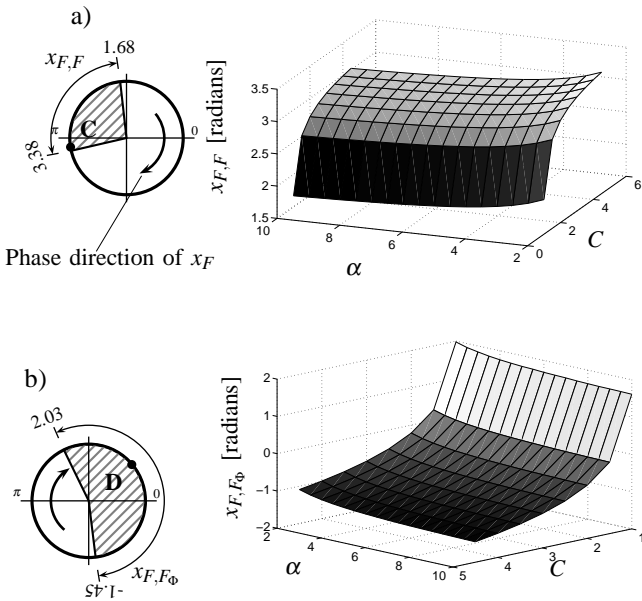 a)
x_{F,F}
1.68
C
π
0
3.38
Phase direction of x_F
x_{F,F} [radians]
3.5
3
2.5
2
1.5
10
8
6
4
2
α
0
2
4
6
C
b)
2.03
D
π
0
x_{F,F_Φ}
-1.45
x_{F,F_Φ} [radians]
2
1
0
−1
−2
2
4
6
8
10
α
5
4
3
2
1
C